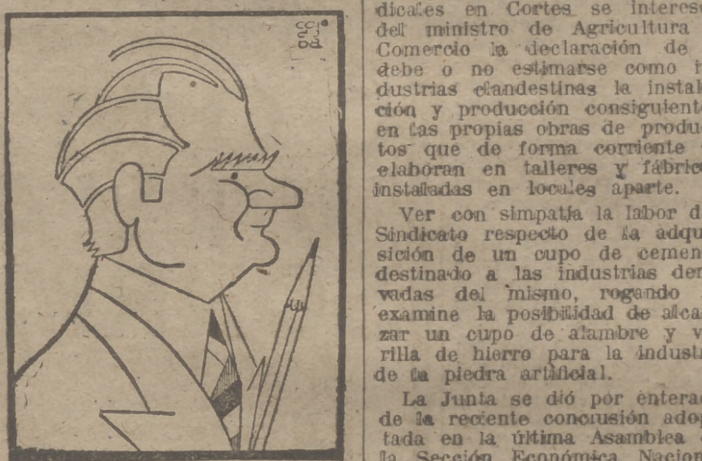 dicales en Cortes se interes
del ministro de Agricultura
Comercio la declaración de
debe o no estimarse como i
dustrias clandestinas la instal
ción y producción consiguient
en las propias obras de produ
tos que de forma corriente
elaboran en talleres y fábric
instaladas en locales aparte.
Ver con simpatía la labor d
Sindicato respecto de la adqu
sición de un cupo de cemen
destinado a las industrias der
vadas del mismo, rogando
examine la posibilidad de alca
zar un cupo de alambre y v
rilla de hierro para la indust
de la piedra artificial.
La Junta se dió por entera
de la reciente conclusión adop
tada en la última Asamblea
la Sección Económica Nacion